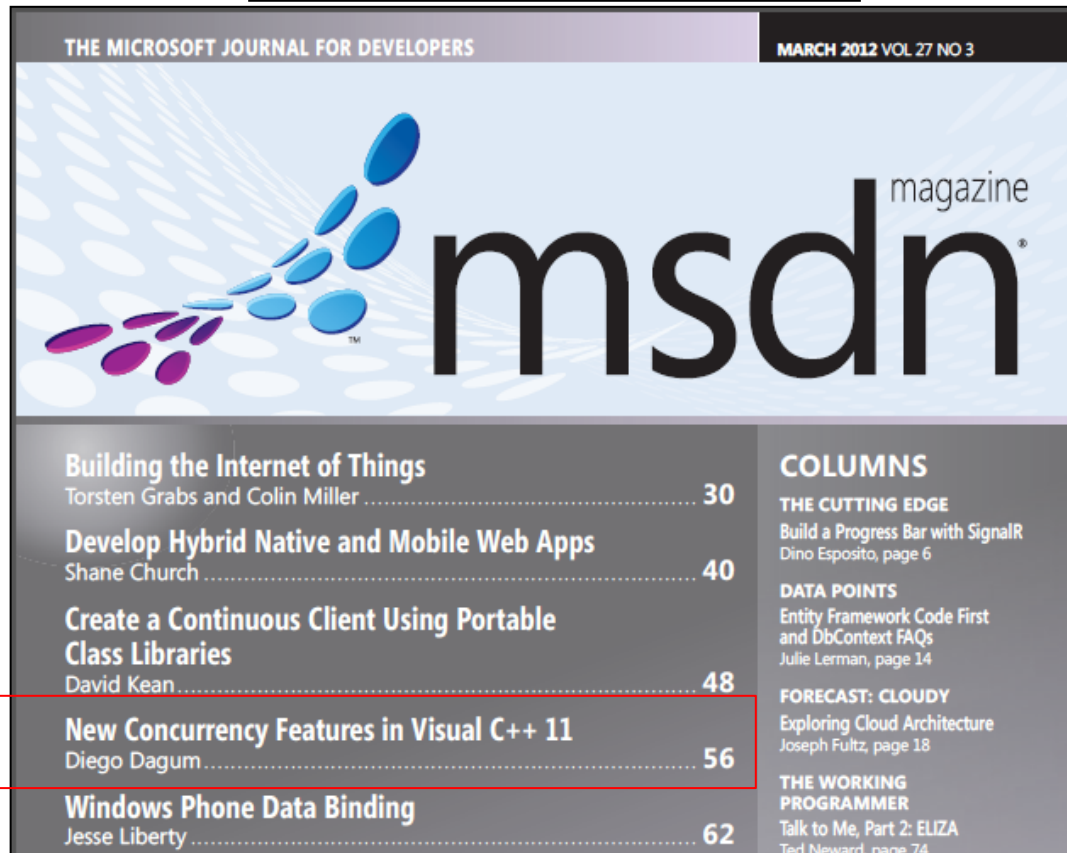 THE MICROSOFT JOURNAL FOR DEVELOPERS
MARCH 2012 VOL 27 NO 3
magazine
msdn®
TM
Building the Internet of Things
Torsten Grabs and Colin Miller 30
Develop Hybrid Native and Mobile Web Apps
Shane Church 40
Create a Continuous Client Using Portable
Class Libraries
David Kean 48
New Concurrency Features in Visual C++ 11
Diego Dagum 56
Windows Phone Data Binding
Jesse Liberty 62
COLUMNS
THE CUTTING EDGE
Build a Progress Bar with SignalR
Dino Esposito, page 6
DATA POINTS
Entity Framework Code First
and DbContext FAQs
Julie Lerman, page 14
FORECAST: CLOUDY
Exploring Cloud Architecture
Joseph Fultz, page 18
THE WORKING
PROGRAMMER
Talk to Me, Part 2: ELIZA
Ted Neward, page 74